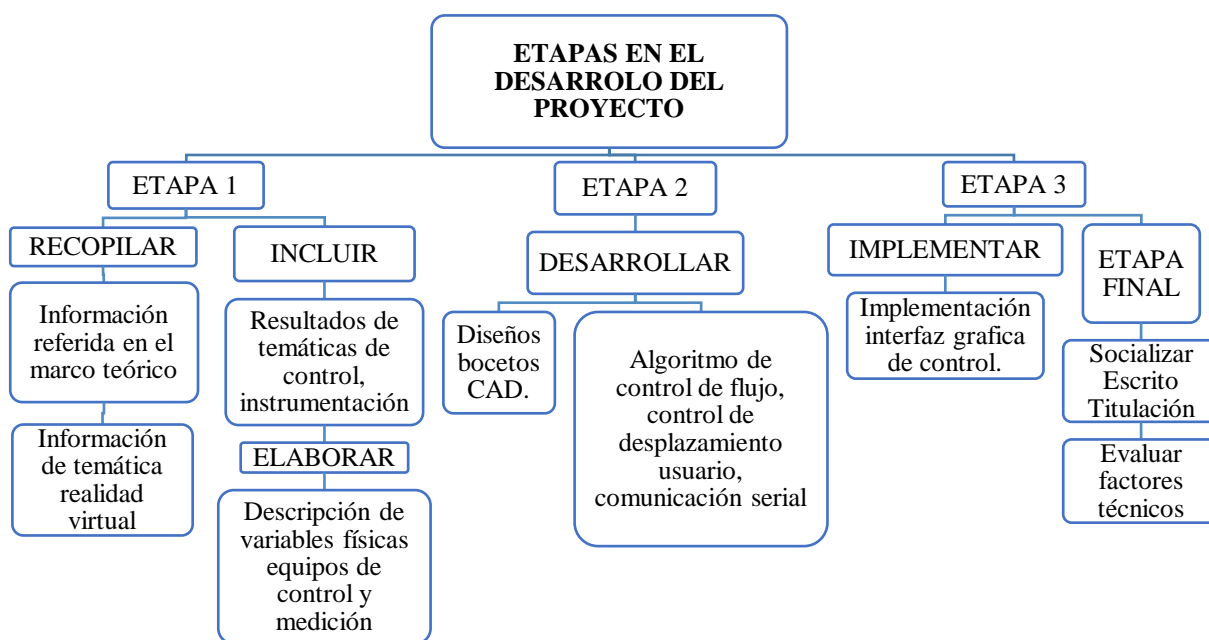 ETAPAS EN EL
DESARROLO DEL
PROYECTO
ETAPA 1
ETAPA 2
ETAPA 3
RECOPILAR
Información
referida en el
marco teórico
Información
de temática
realidad
virtual
INCLUIR
Resultados de
temáticas de
control,
instrumentación
ELABORAR
Descripción de
variables físicas
equipos de
control y
medición
DESARROLLAR
Diseños
bocetos
CAD.
Algoritmo de
control de flujo,
control de
desplazamiento
usuario,
comunicación serial
IMPLEMENTAR
Implementación
interfaz grafica
de control.
ETAPA
FINAL
Socializar
Escrito
Titulación
Evaluar
factores
técnicos